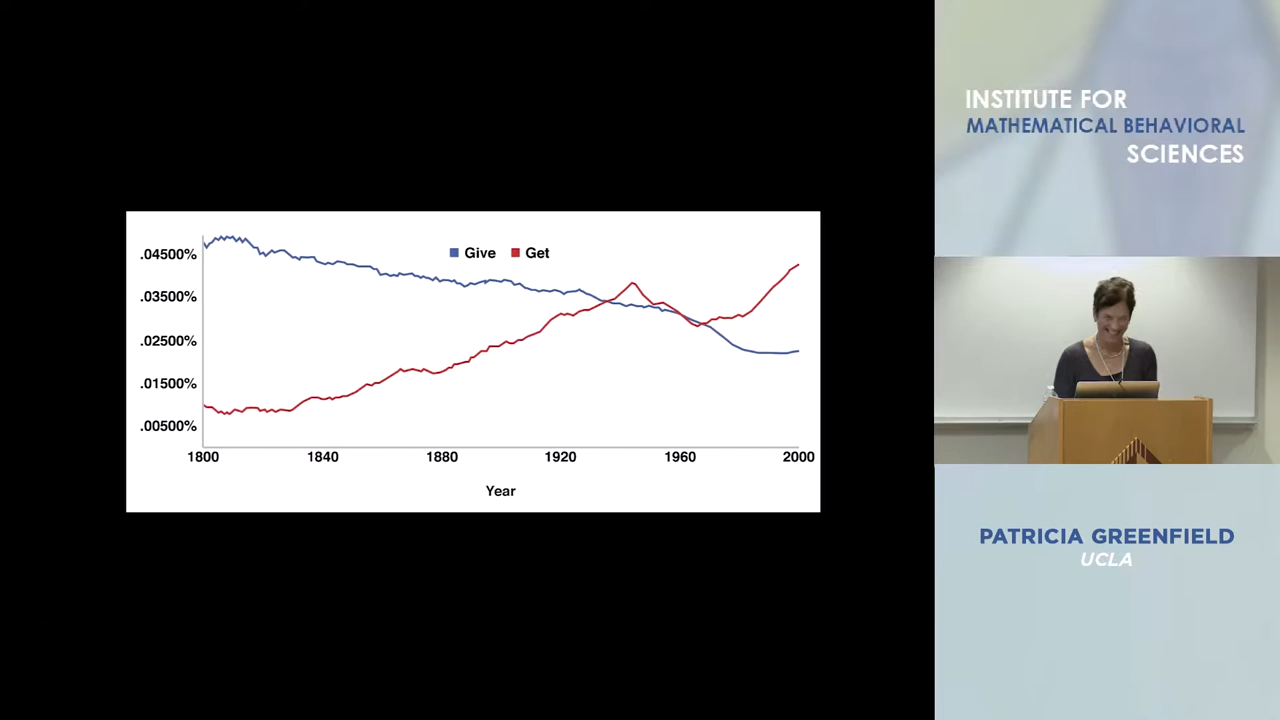 Give Get
.04500%
.03500%
.02500%
.01500%
.00500%
1800 1840 1880 1920 1960 2000
Year
INSTITUTE FOR
MATHEMATICAL BEHAVIORAL
SCIENCES
PATRICIA GREENFIELD
UCLA